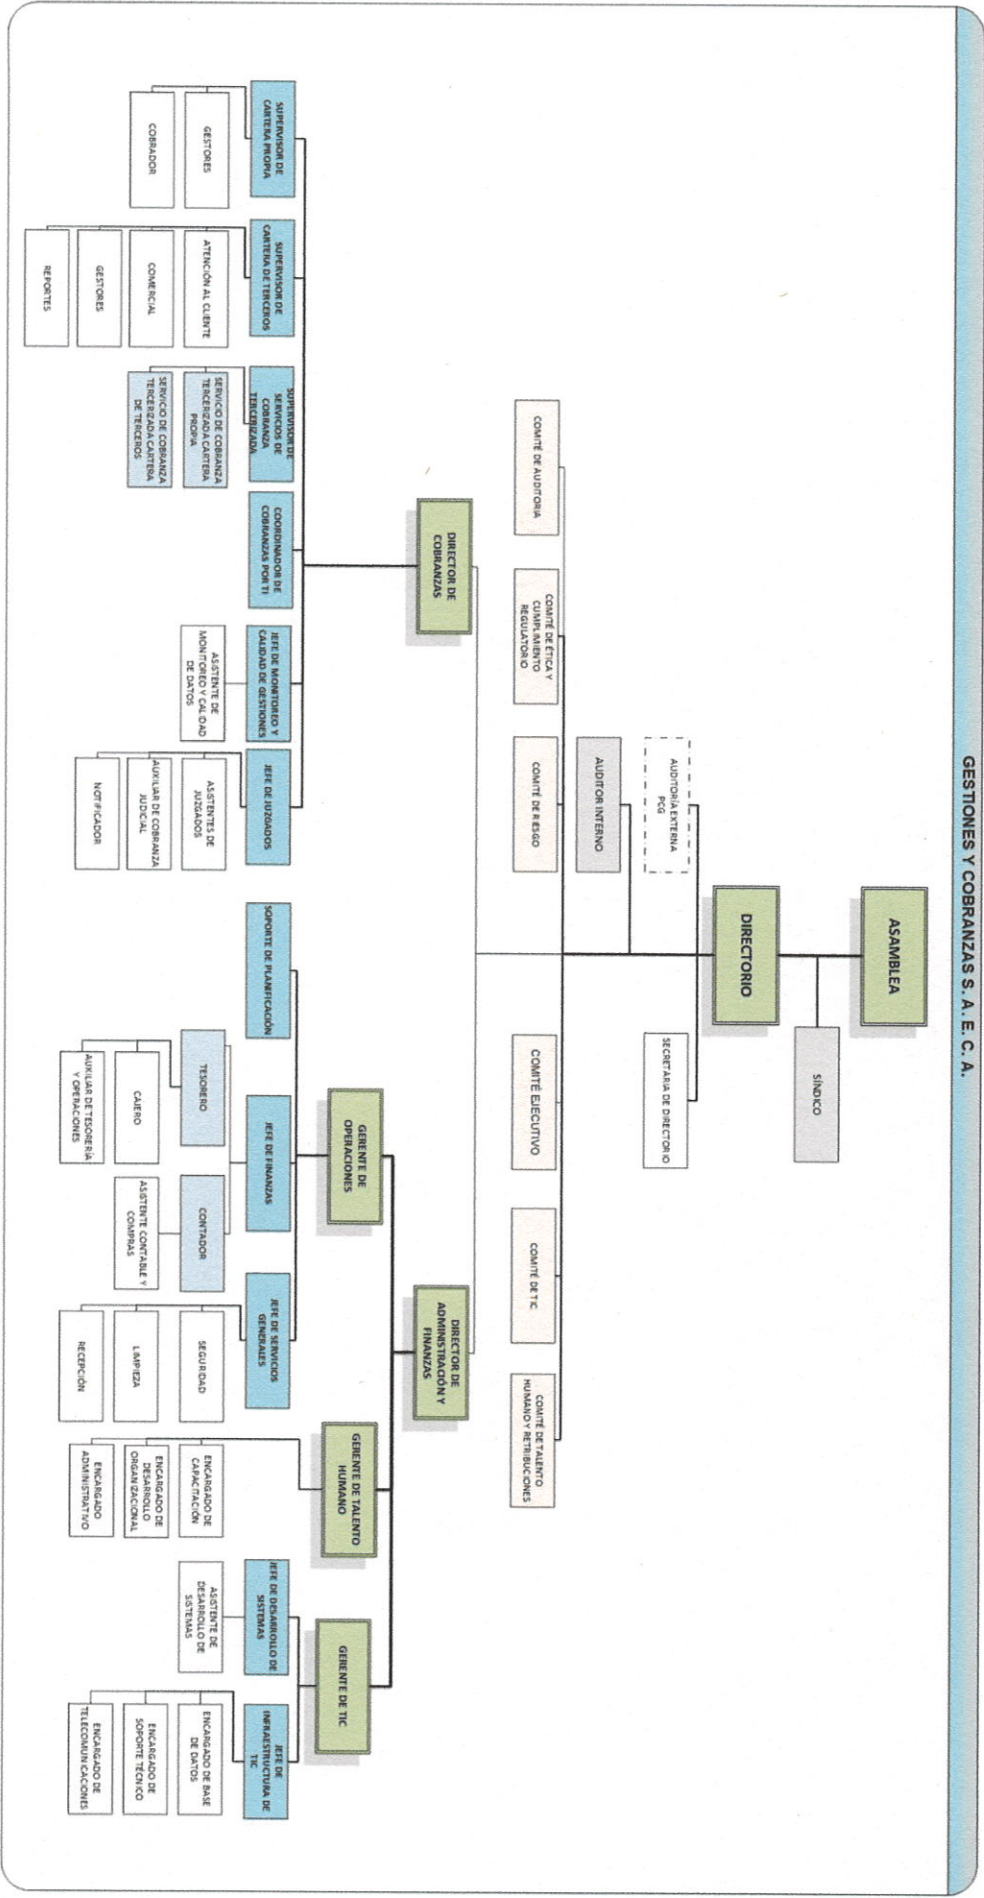 GESTIONES Y COBRANZAS S. A. E. C. A.
ASAMBLEA
SÍNDICO
DIRECTORIO
AUDITORÍA EXTERNA
PCG
SECRETARIA DE DIRECTORIO
AUDITOR INTERNO
COMITÉ DE AUDITORIA
COMITÉ DE ÉTICA Y
CUMPLIMIENTO
REGULATORIO
COMITÉ DE RIESGO
COMITÉ EJECUTIVO
COMITÉ DE TIC
COMITÉ DE TALENTO
HUMANO Y RETRIBUCIONES
DIRECTOR DE
COBRANZAS
DIRECTOR DE
ADMINISTRACIÓN Y
FINANZAS
GERENTE DE
OPERACIONES
GERENTE DE TALENTO
HUMANO
GERENTE DE TIC
SUPERVISOR DE
CARTERA PROPIA
GESTORES
COBRADOR
SUPERVISOR DE
CARTERA DE TERCEROS
ATENCIÓN AL CLIENTE
COMERCIAL
GESTORES
REPORTES
SUPERVISOR DE
SERVICIOS DE
COBRANZA
TERCERIZADA
SERVICIO DE COBRANZA
TERCERIZADA CARTERA
PROPIA
SERVICIO DE COBRANZA
TERCERIZADA CARTERA
DE TERCEROS
COORDINADOR DE
COBRANZAS POR TI
JEFE DE MONITOREO Y
CALIDAD DE GESTIONES
ASISTENTE DE
MONITOREO Y CALIDAD
DE DATOS
JEFE DE JUZGADOS
ASISTENTES DE
JUZGADOS
AUXILIAR DE COBRANZA
JUDICIAL
NOTIFICADOR
SOPORTE DE PLANIFICACIÓN
JEFE DE FINANZAS
TESORERO
CAJERO
AUXILIAR DE TESORERÍA
Y OPERACIONES
CONTADOR
ASISTENTE CONTABLE Y
COMPRAS
JEFE DE SERVICIOS
GENERALES
SEGURIDAD
LIMPIEZA
RECEPCIÓN
ENCARGADO DE
CAPACITACIÓN
ENCARGADO DE
DESARROLLO
ORGANIZACIONAL
ENCARGADO
ADMINISTRATIVO
JEFE DE DESARROLLO DE
SISTEMAS
ASISTENTE DE
DESARROLLO DE
SISTEMAS
JEFE DE
INFRAESTRUCTURA DE
TIC
ENCARGADO DE BASE
DE DATOS
ENCARGADO DE
SOPORTE TÉCNICO
ENCARGADO DE
TELECOMUNICACIONES